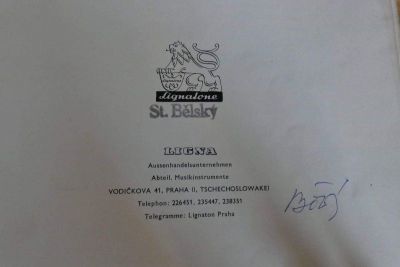 Lignatone
St. Bělský
LIGNA
Aussenhandelsunternehmen
Abteil. Musikinstrumente
VODIČKOVA 41, PRAHA II, TSCHECHOSLOWAKEI
Telephon: 226451, 235447, 238351
Telegramme: Lignaton Praha